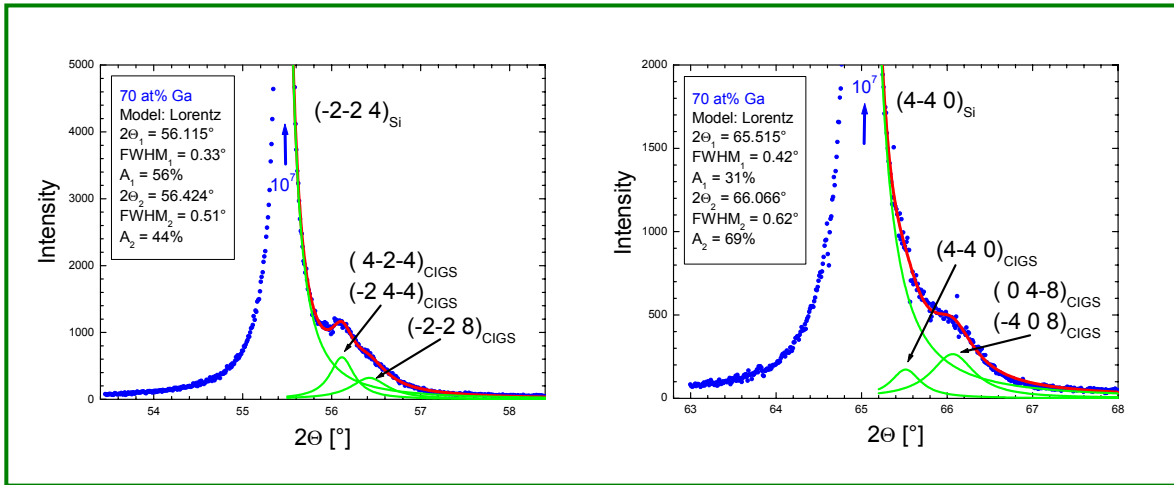 5000
4000
3000
2000
1000
0
Intensity
70 at% Ga
Model: Lorentz
2Θ₁ = 56.115°
FWHM₁ = 0.33°
A₁ = 56%
2Θ₂ = 56.424°
FWHM₂ = 0.51°
A₂ = 44%
10⁷
(-2-2 4)Si
( 4-2-4)CIGS
(-2 4-4)CIGS
(-2-2 8)CIGS
54 55 56 57 58
2Θ [°]
2000
1500
1000
500
0
Intensity
70 at% Ga
Model: Lorentz
2Θ₁ = 65.515°
FWHM₁ = 0.42°
A₁ = 31%
2Θ₂ = 66.066°
FWHM₂ = 0.62°
A₂ = 69%
10⁷
(4-4 0)Si
(4-4 0)CIGS
( 0 4-8)CIGS
(-4 0 8)CIGS
63 64 65 66 67 68
2Θ [°]